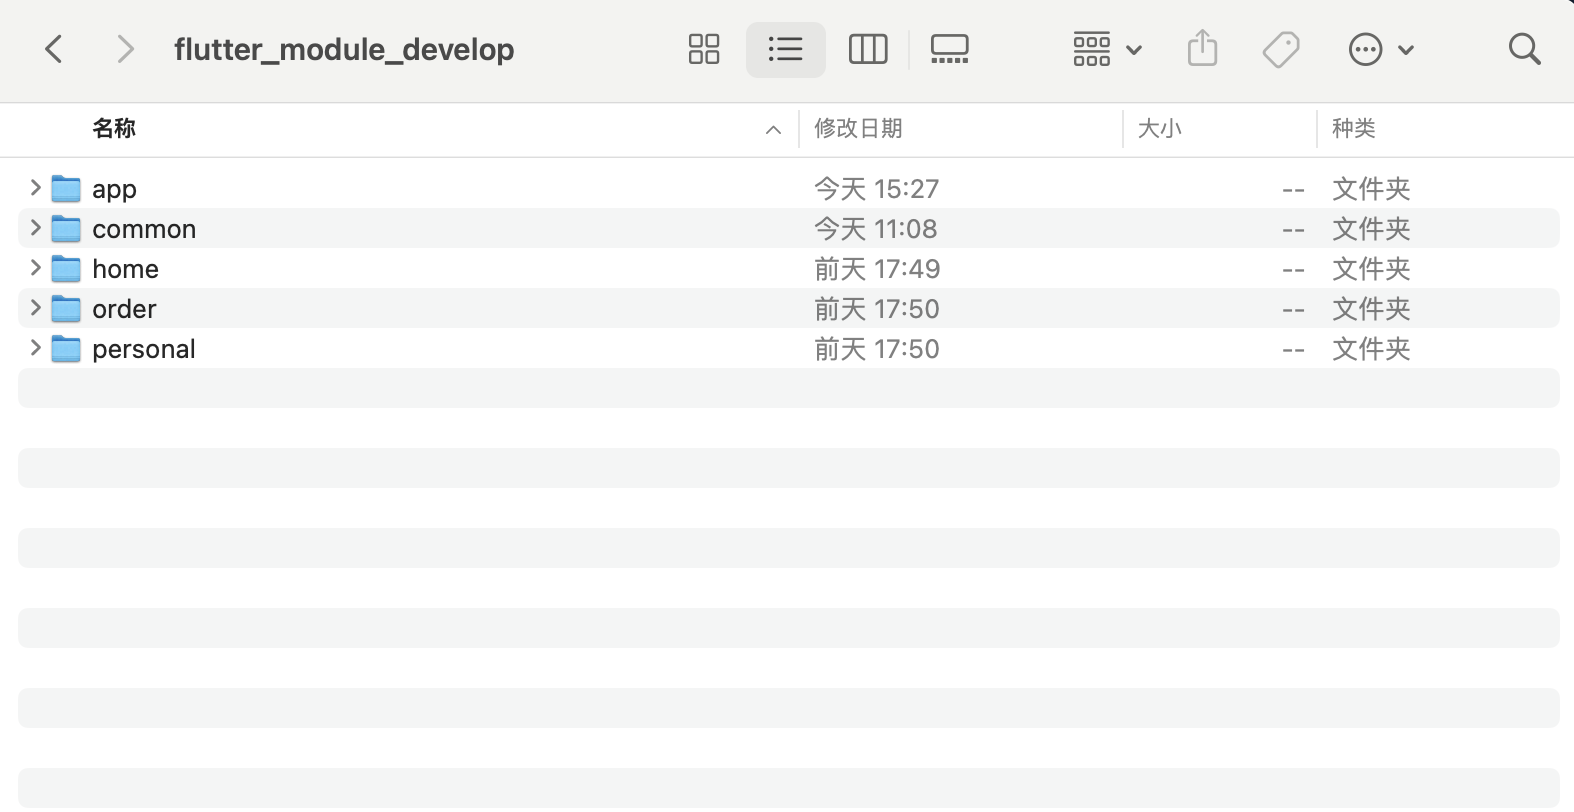 flutter_module_develop
名称 修改日期 大小 种类
app 今天 15:27 -- 文件夹
common 今天 11:08 -- 文件夹
home 前天 17:49 -- 文件夹
order 前天 17:50 -- 文件夹
personal 前天 17:50 -- 文件夹